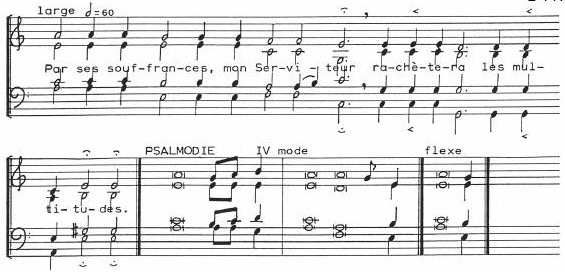 large ♩=60
Par ses souf-fran-ces, mon Ser-vi - teur ra-chè-te-ra les mul-
PSALMODIE IV mode flexe
ti-tu-des.